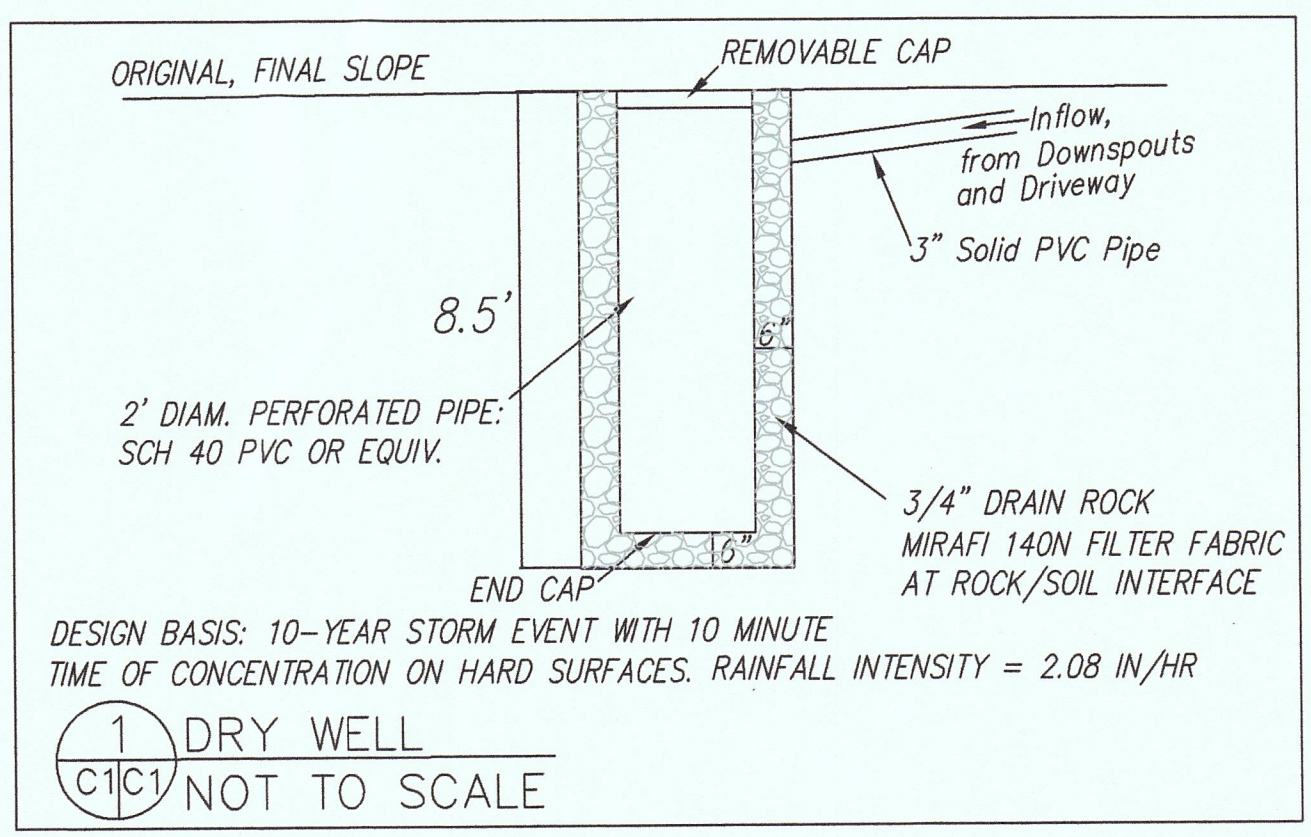 ORIGINAL, FINAL SLOPE
REMOVABLE CAP
Inflow,
from Downspouts
and Driveway
3" Solid PVC Pipe
8.5'
6"
2' DIAM. PERFORATED PIPE:
SCH 40 PVC OR EQUIV.
3/4" DRAIN ROCK
MIRAFI 140N FILTER FABRIC
AT ROCK/SOIL INTERFACE
6"
END CAP
DESIGN BASIS: 10-YEAR STORM EVENT WITH 10 MINUTE
TIME OF CONCENTRATION ON HARD SURFACES. RAINFALL INTENSITY = 2.08 IN/HR
1
DRY WELL
C1 C1
NOT TO SCALE